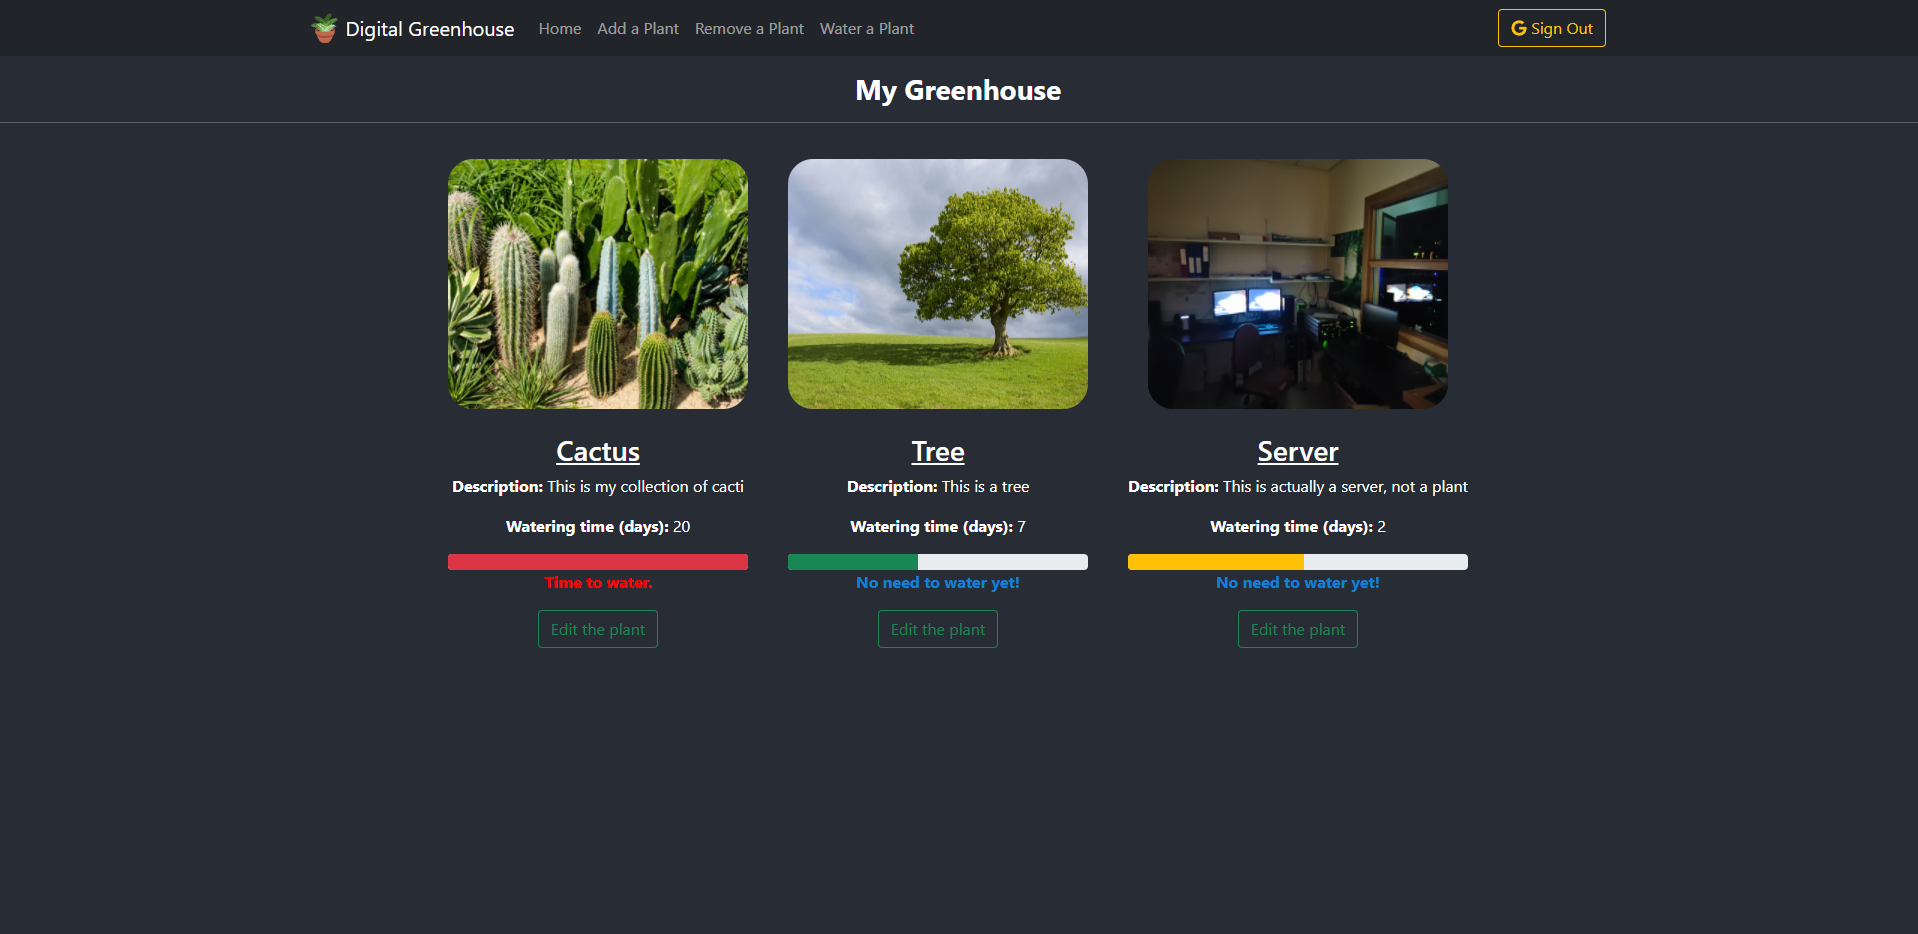 Digital Greenhouse Home Add a Plant Remove a Plant Water a Plant Sign Out
My Greenhouse
Cactus
Description: This is my collection of cacti
Watering time (days): 20
Time to water.
Edit the plant
Tree
Description: This is a tree
Watering time (days): 7
No need to water yet!
Edit the plant
Server
Description: This is actually a server, not a plant
Watering time (days): 2
No need to water yet!
Edit the plant